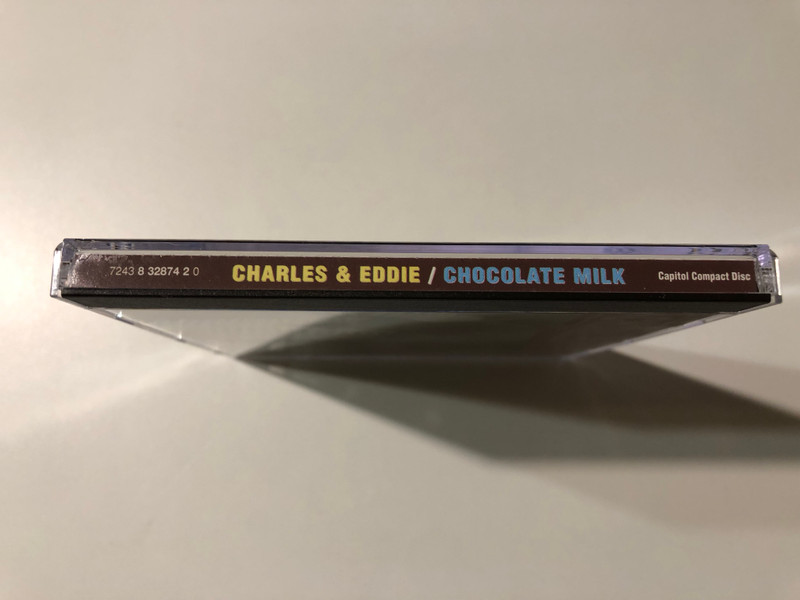 7243 8 32874 2 0 CHARLES & EDDIE / CHOCOLATE MILK Capitol Compact Disc